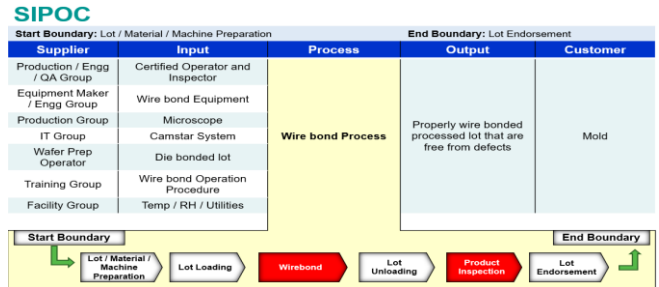 SIPOC
Start Boundary: Lot / Material / Machine Preparation End Boundary: Lot Endorsement
Supplier Input Process Output Customer
Production / Engg
/ QA Group
Certified Operator and
Inspector
Equipment Maker
/ Engg Group
Wire bond Equipment
Production Group
Microscope
IT Group
Camstar System
Wafer Prep
Operator
Die bonded lot
Training Group
Wire bond Operation
Procedure
Facility Group
Temp / RH / Utilities
Wire bond Process
Properly wire bonded
processed lot that are
free from defects
Mold
Start Boundary
End Boundary
Lot / Material /
Machine
Preparation
Lot Loading
Wirebond
Lot
Unloading
Product
Inspection
Lot
Endorsement